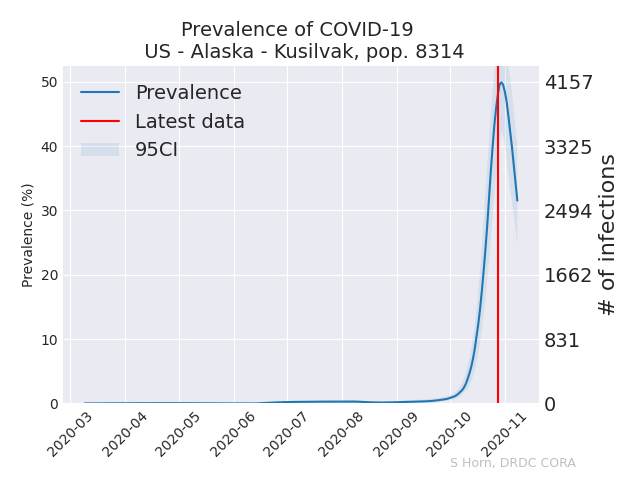 Prevalence of COVID-19
US - Alaska - Kusilvak, pop. 8314
Prevalence
Latest data
95CI
Prevalence (%)
50
40
30
20
10
0
4157
3325
2494
1662
831
0
# of infections
2020-03
2020-04
2020-05
2020-06
2020-07
2020-08
2020-09
2020-10
2020-11
S Horn, DRDC CORA